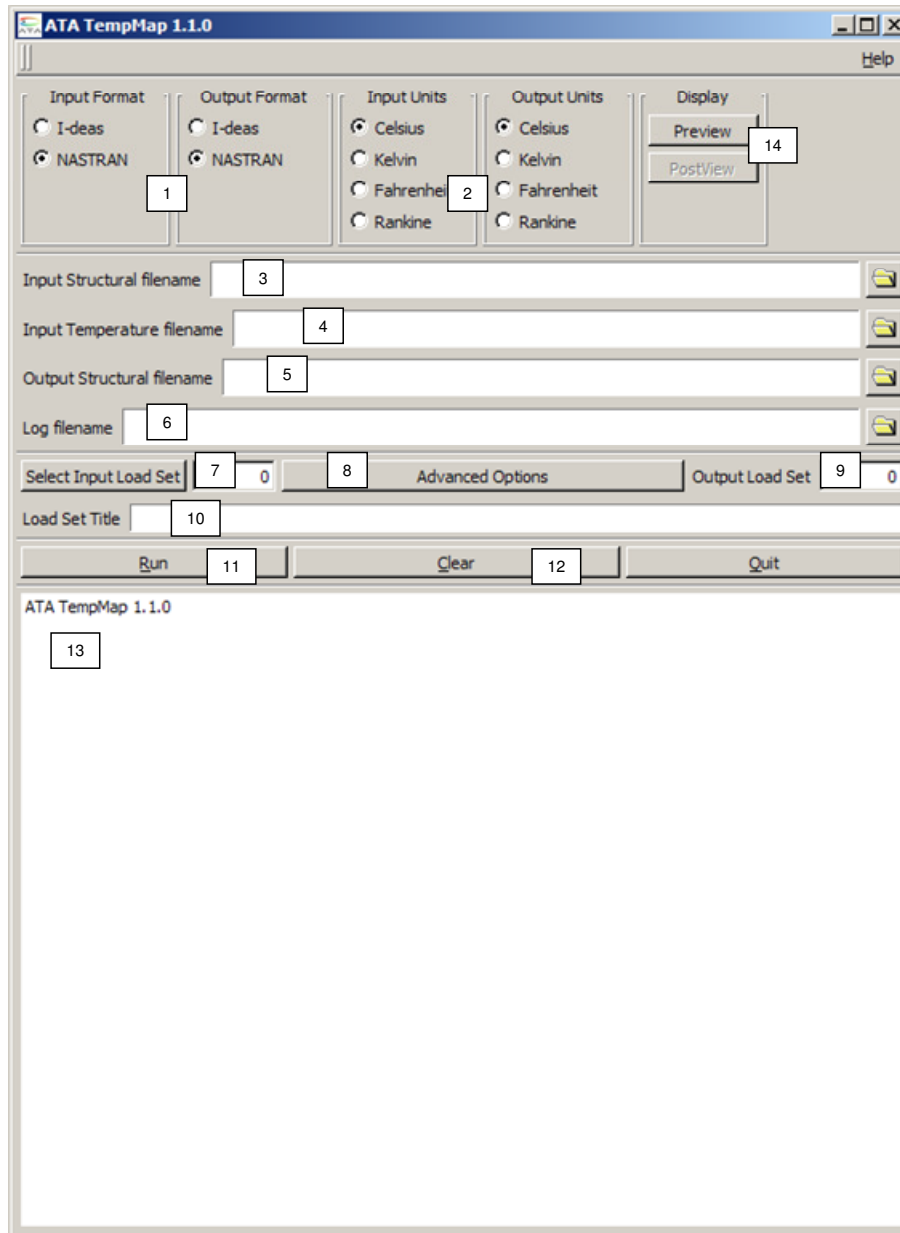 ATA TempMap 1.1.0
Help
Input Format
I-deas
NASTRAN
1
Output Format
I-deas
NASTRAN
Input Units
Celsius
Kelvin
Fahrenhei
Rankine
2
Output Units
Celsius
Kelvin
Fahrenheit
Rankine
Display
Preview
14
PostView
Input Structural filename 3
Input Temperature filename 4
Output Structural filename 5
Log filename 6
Select Input Load Set 7 0 8 Advanced Options Output Load Set 9 0
Load Set Title 10
Run 11 Clear 12 Quit
ATA TempMap 1.1.0
13